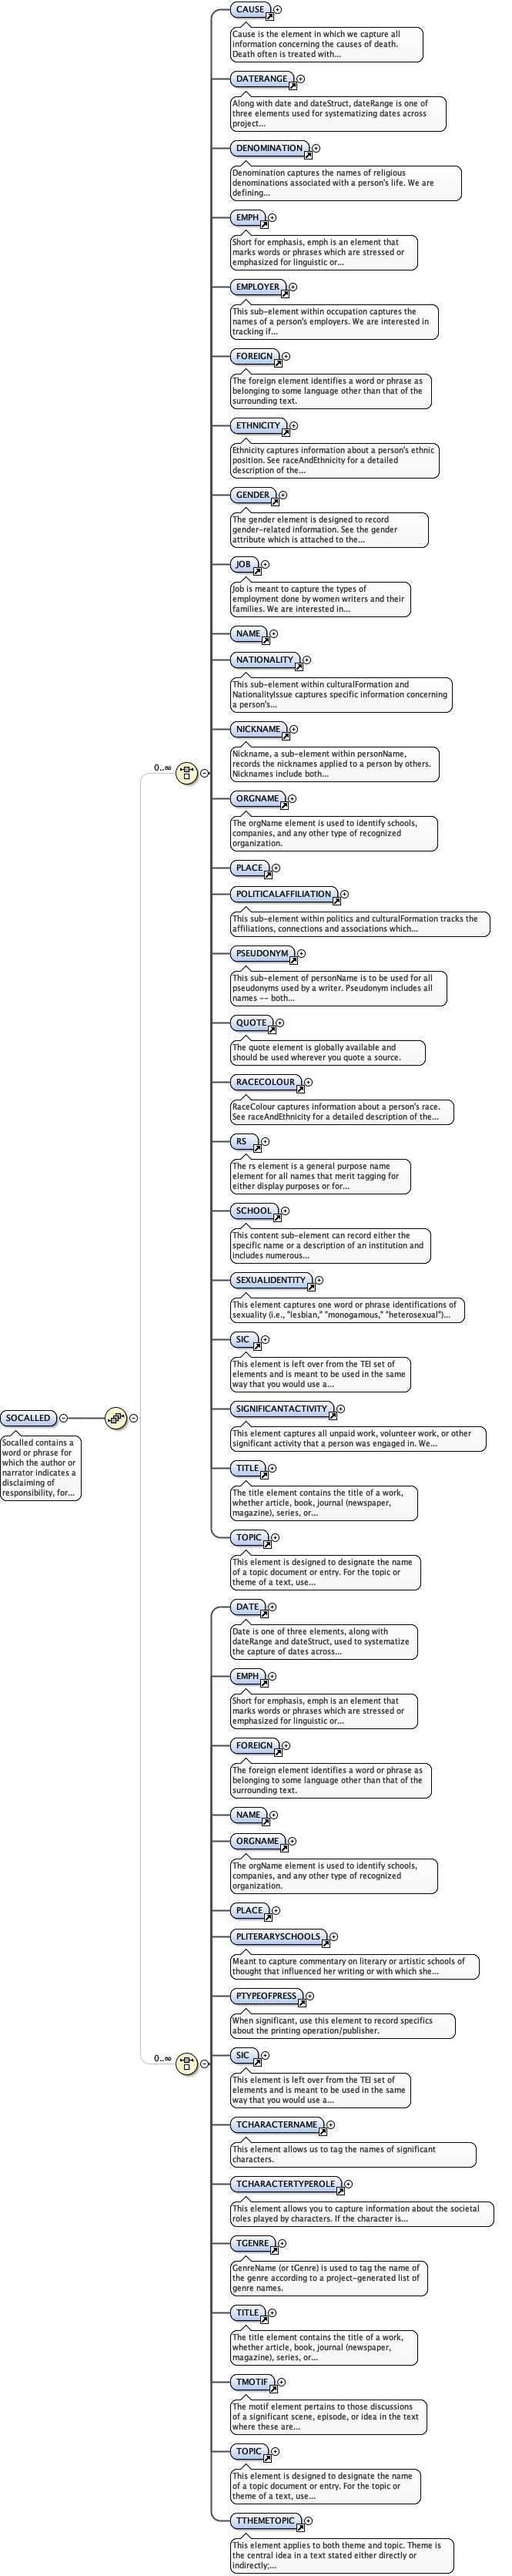 CAUSE
Cause is the element in which we capture all
information concerning the causes of death.
Death often is treated with...
DATERANGE
Along with date and dateStruct, dateRange is one of
three elements used for systematizing dates across
project...
DENOMINATION
Denomination captures the names of religious
denominations associated with a person's life. We are
defining...
EMPH
Short for emphasis, emph is an element that
marks words or phrases which are stressed or
emphasized for linguistic or...
EMPLOYER
This sub-element within occupation captures the
names of a person's employers. We are interested in
tracking if...
FOREIGN
The foreign element identifies a word or phrase as
belonging to some language other than that of the
surrounding text.
ETHNICITY
Ethnicity captures information about a person's ethnic
position. See raceAndEthnicity for a detailed
description of the...
GENDER
The gender element is designed to record
gender-related information. See the gender
attribute which is attached to the...
JOB
Job is meant to capture the types of
employment done by women writers and their
families. We are interested in...
NAME
NATIONALITY
This sub-element within culturalFormation and
NationalityIssue captures specific information concerning
a person's...
NICKNAME
Nickname, a sub-element within personName,
records the nicknames applied to a person by others.
Nicknames include both...
0..∞
ORGNAME
The orgName element is used to identify schools,
companies, and any other type of recognized
organization.
PLACE
POLITICALAFFILIATION
This sub-element within politics and culturalFormation tracks the
affiliations, connections and associations which...
PSEUDONYM
This sub-element of personName is to be used for all
pseudonyms used by a writer. Pseudonym includes all
names -- both...
QUOTE
The quote element is globally available and
should be used wherever you quote a source.
RACECOLOUR
RaceColour captures information about a person's race.
See raceAndEthnicity for a detailed description of the...
RS
The rs element is a general purpose name
element for all names that merit tagging for
either display purposes or for...
SCHOOL
This content sub-element can record either the
specific name or a description of an institution and
includes numerous...
SEXUALIDENTITY
This element captures one word or phrase identifications of
sexuality (i.e., "lesbian," "monogamous," "heterosexual")...
SIC
This element is left over from the TEI set of
elements and is meant to be used in the same
way that you would use a...
SIGNIFICANTACTIVITY
This element captures all unpaid work, volunteer work, or other
significant activity that a person was engaged in. We...
SOCALLED
Socalled contains a
word or phrase for
which the author or
narrator indicates a
disclaiming of
responsibility, for...
TITLE
The title element contains the title of a work,
whether article, book, journal (newspaper,
magazine), series, or...
TOPIC
This element is designed to designate the name
of a topic document or entry. For the topic or
theme of a text, use...
DATE
Date is one of three elements, along with
dateRange and dateStruct, used to systematize
the capture of dates across...
EMPH
Short for emphasis, emph is an element that
marks words or phrases which are stressed or
emphasized for linguistic or...
FOREIGN
The foreign element identifies a word or phrase as
belonging to some language other than that of the
surrounding text.
NAME
ORGNAME
The orgName element is used to identify schools,
companies, and any other type of recognized
organization.
PLACE
PLITERARYSCHOOLS
Meant to capture commentary on literary or artistic schools of
thought that influenced her writing or with which she...
PTYPEOFPRESS
When significant, use this element to record specifics
about the printing operation/publisher.
0..∞
SIC
This element is left over from the TEI set of
elements and is meant to be used in the same
way that you would use a...
TCHARACTERNAME
This element allows us to tag the names of significant
characters.
TCHARACTERTYPEROLE
This element allows you to capture information about the societal
roles played by characters. If the character is...
TGENRE
GenreName (or tGenre) is used to tag the name of
the genre according to a project-generated list of
genre names.
TITLE
The title element contains the title of a work,
whether article, book, journal (newspaper,
magazine), series, or...
TMOTIF
The motif element pertains to those discussions
of a significant scene, episode, or idea in the text
where these are...
TOPIC
This element is designed to designate the name
of a topic document or entry. For the topic or
theme of a text, use...
TTHEMETOPIC
This element applies to both theme and topic. Theme is
the central idea in a text stated either directly or
indirectly;...